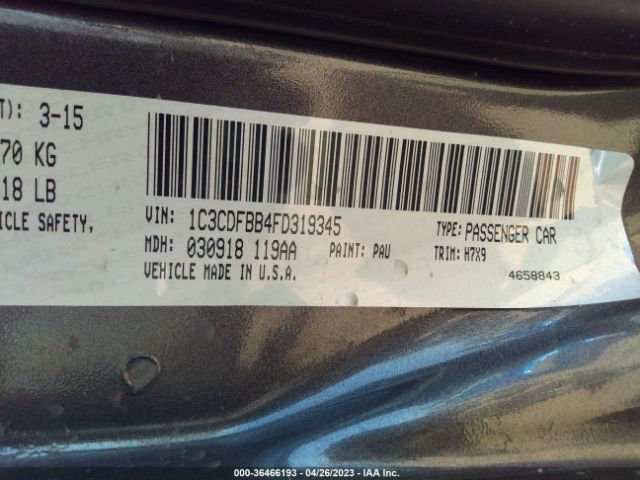 T): 3-15
70 KG
18 LB
HICLE SAFETY,
VIN: 1C3CDFBB4FD319345
TYPE: PASSENGER CAR
MDH: 030918 119AA
PAINT: PAU
TRIM: H7X9
VEHICLE MADE IN U.S.A.
4658843
000-36466193 - 04/26/2023 - IAA Inc.